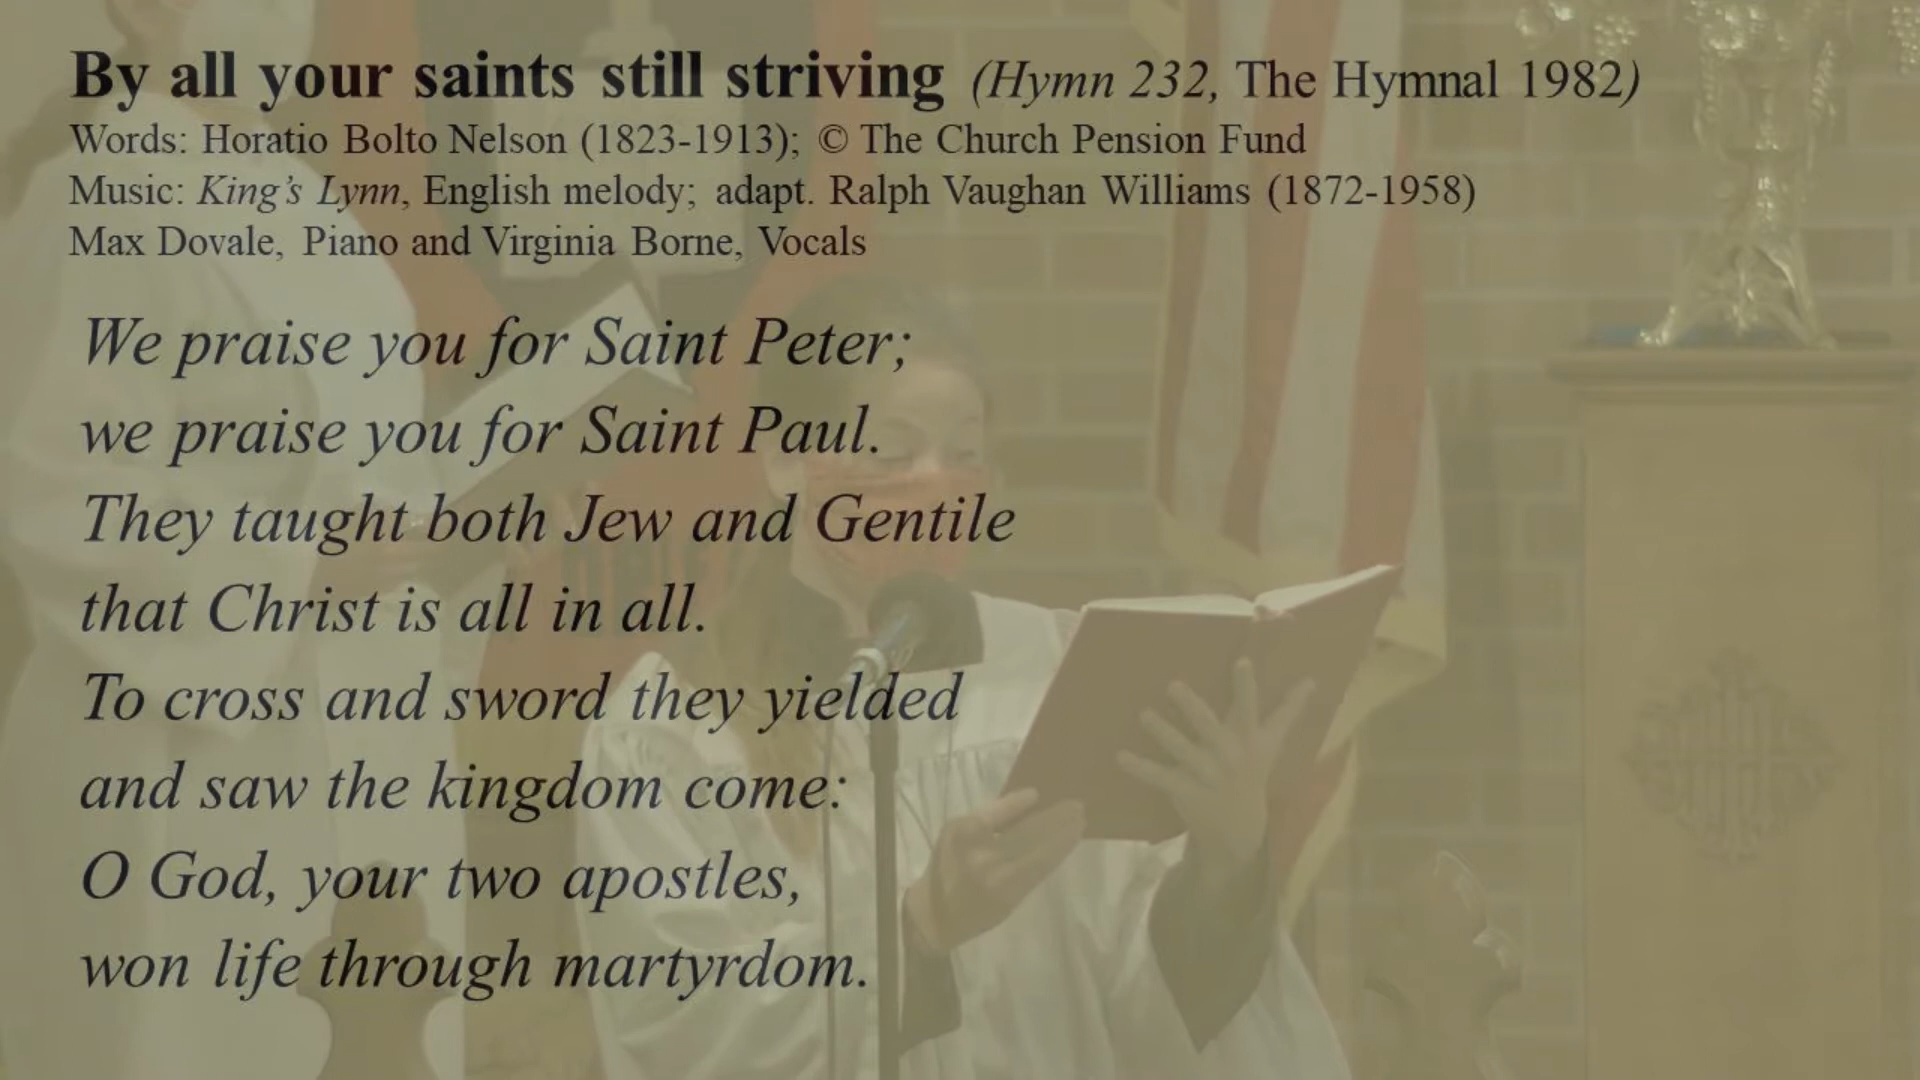 By all your saints still striving (Hymn 232, The Hymnal 1982)
Words: Horatio Bolto Nelson (1823-1913); © The Church Pension Fund
Music: King’s Lynn, English melody; adapt. Ralph Vaughan Williams (1872-1958)
Max Dovale, Piano and Virginia Borne, Vocals
We praise you for Saint Peter;
we praise you for Saint Paul.
They taught both Jew and Gentile
that Christ is all in all.
To cross and sword they yielded
and saw the kingdom come:
O God, your two apostles,
won life through martyrdom.